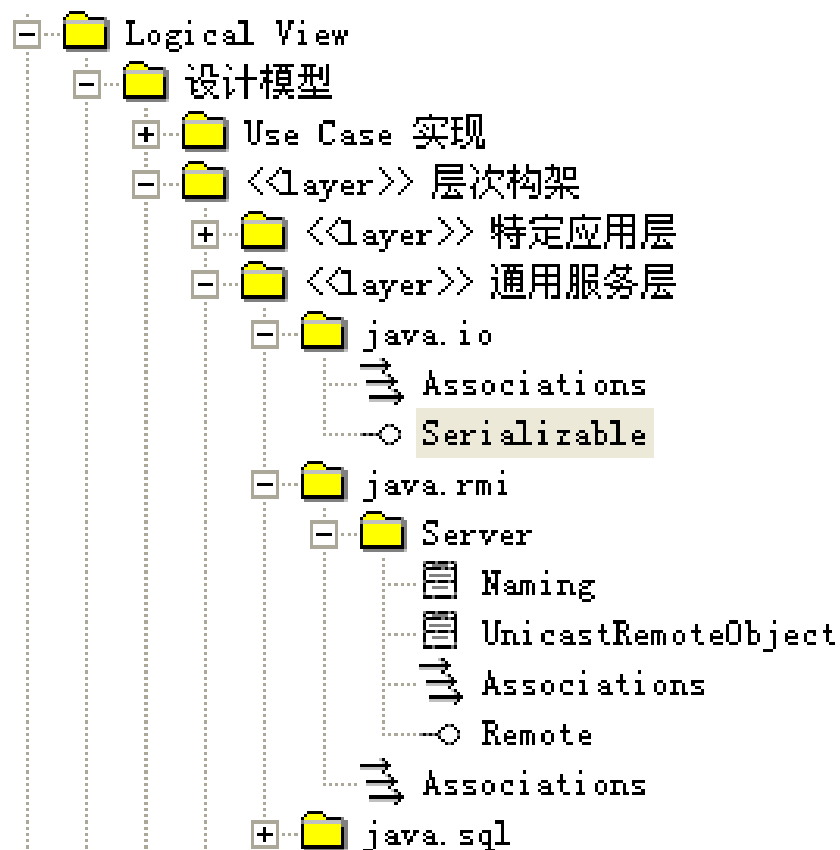 Logical View
设计模型
Use Case 实现
<<layer>> 层次构架
<<layer>> 特定应用层
<<layer>> 通用服务层
java.io
Associations
Serializable
java.rmi
Server
Naming
UnicastRemoteObject
Associations
Remote
Associations
java.sql